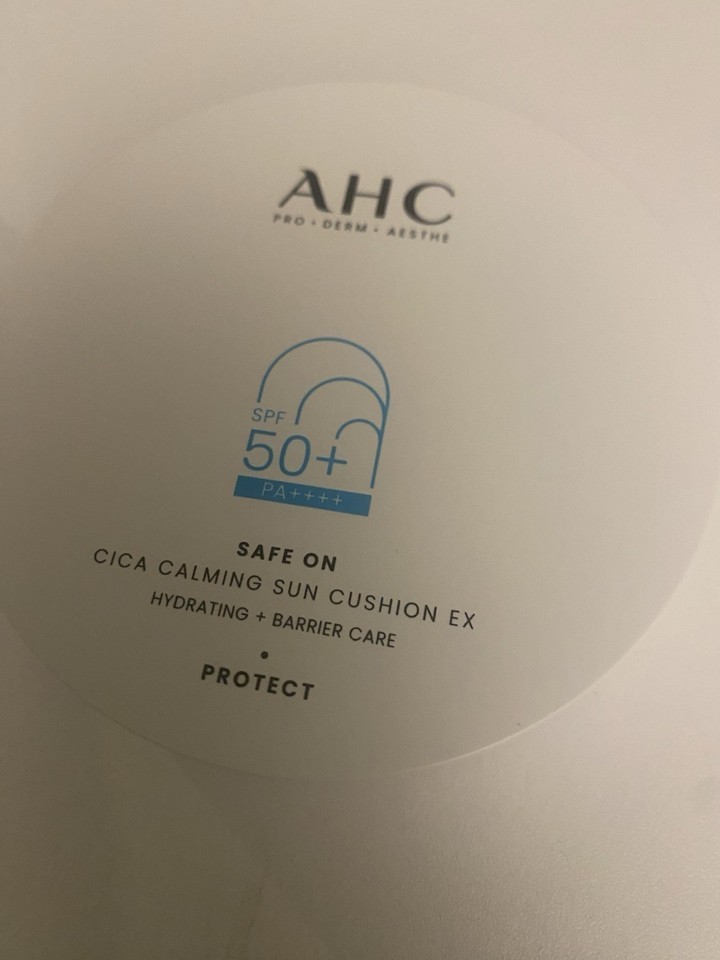 AHC
PRO • DERM • AESTHE
SPF
50+
PA++++
SAFE ON
CICA CALMING SUN CUSHION EX
HYDRATING + BARRIER CARE
•
PROTECT